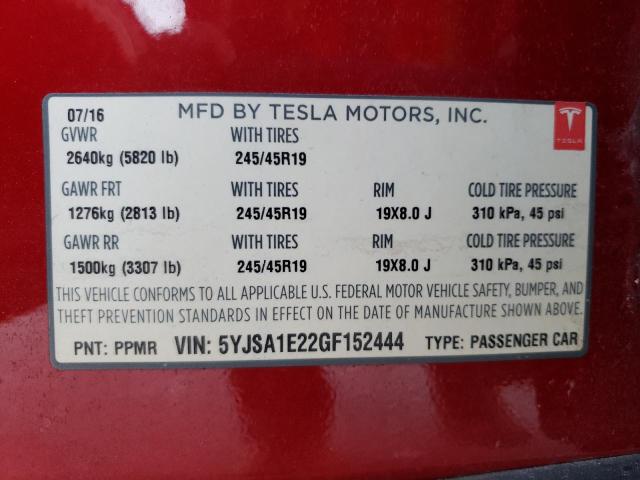 07/16 MFD BY TESLA MOTORS, INC.
TESLA
GVWR WITH TIRES
2640kg (5820 lb) 245/45R19
GAWR FRT WITH TIRES RIM COLD TIRE PRESSURE
1276kg (2813 lb) 245/45R19 19X8.0 J 310 kPa, 45 psi
GAWR RR WITH TIRES RIM COLD TIRE PRESSURE
1500kg (3307 lb) 245/45R19 19X8.0 J 310 kPa, 45 psi
THIS VEHICLE CONFORMS TO ALL APPLICABLE U.S. FEDERAL MOTOR VEHICLE SAFETY, BUMPER, AND
THEFT PREVENTION STANDARDS IN EFFECT ON THE DATE OF MANUFACTURE SHOWN ABOVE.
PNT: PPMR VIN: 5YJSA1E22GF152444 TYPE: PASSENGER CAR